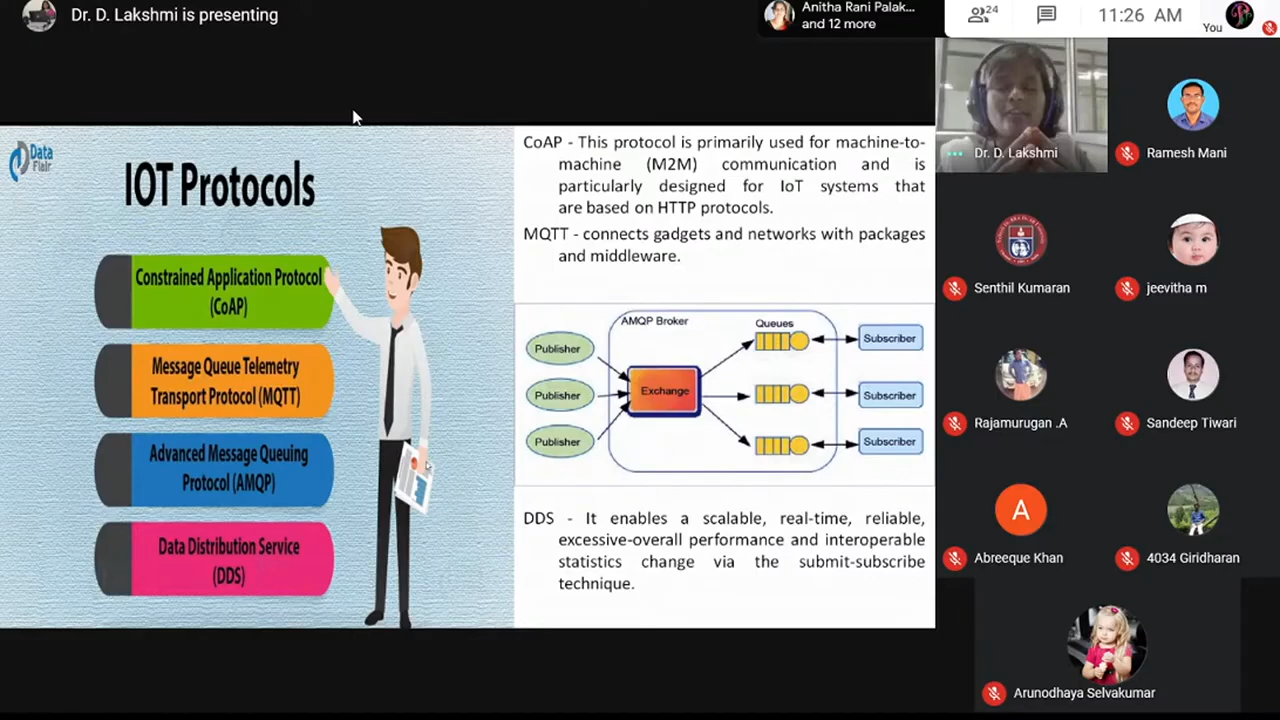 Dr. D. Lakshmi is presenting
Anitha Rani Palak...
and 12 more
24
11:26 AM
You
Data
Flair
IOT Protocols
Constrained Application Protocol
(CoAP)
Message Queue Telemetry
Transport Protocol (MQTT)
Advanced Message Queuing
Protocol (AMQP)
Data Distribution Service
(DDS)
CoAP - This protocol is primarily used for machine-to-
machine (M2M) communication and is
particularly designed for IoT systems that
are based on HTTP protocols.
MQTT - connects gadgets and networks with packages
and middleware.
AMQP Broker
Queues
Publisher
Publisher
Publisher
Exchange
Subscriber
Subscriber
Subscriber
DDS - It enables a scalable, real-time, reliable,
excessive-overall performance and interoperable
statistics change via the submit-subscribe
technique.
Dr. D. Lakshmi
Ramesh Mani
Senthil Kumaran
jeevitha m
Rajamurugan .A
Sandeep Tiwari
A
Abreeque Khan
4034 Giridharan
Arunodhaya Selvakumar